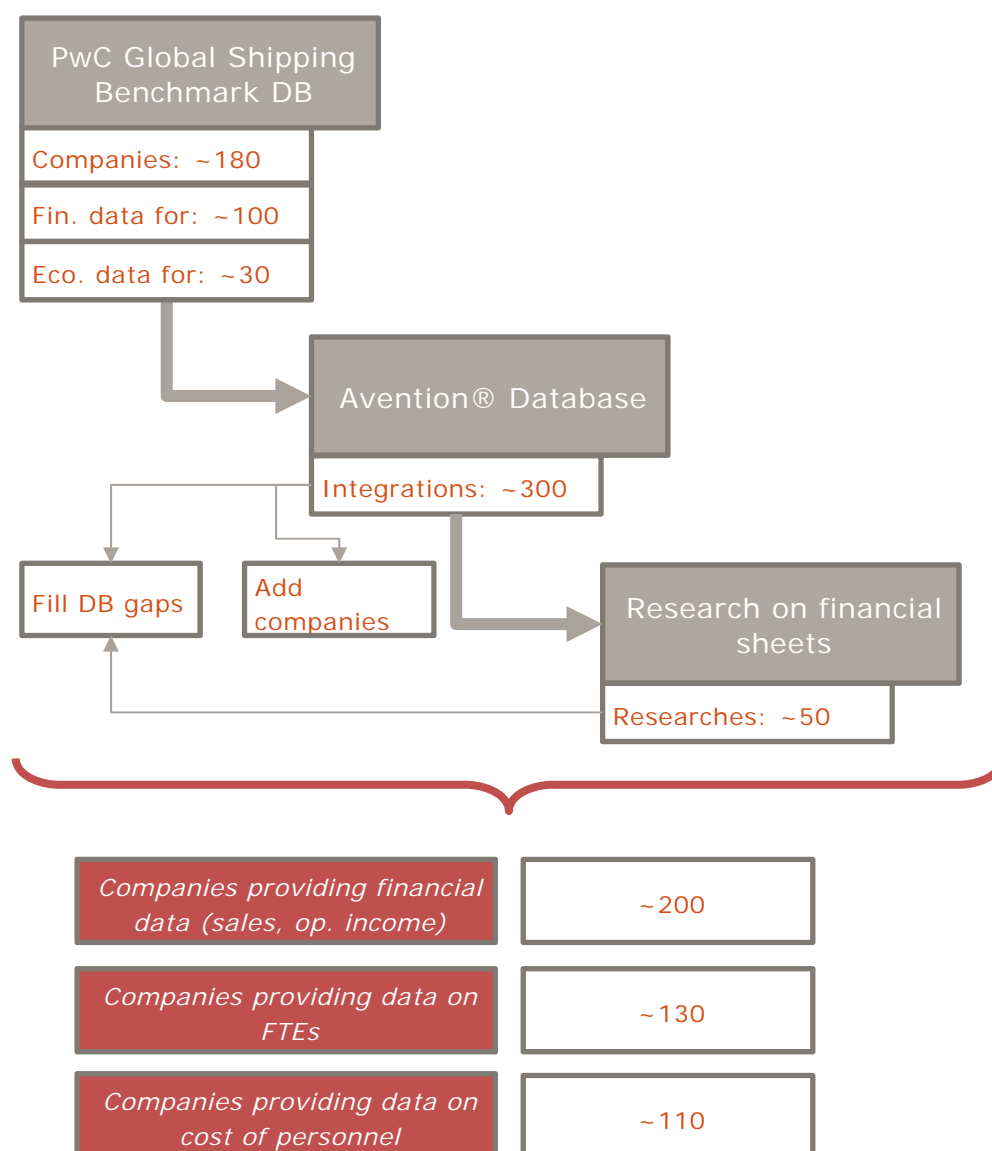 PwC Global Shipping
Benchmark DB
Companies: ~180
Fin. data for: ~100
Eco. data for: ~30
Avention® Database
Integrations: ~300
Fill DB gaps
Add
companies
Research on financial
sheets
Researches: ~50
Companies providing financial
data (sales, op. income)
~200
Companies providing data on
FTEs
~130
Companies providing data on
cost of personnel
~110